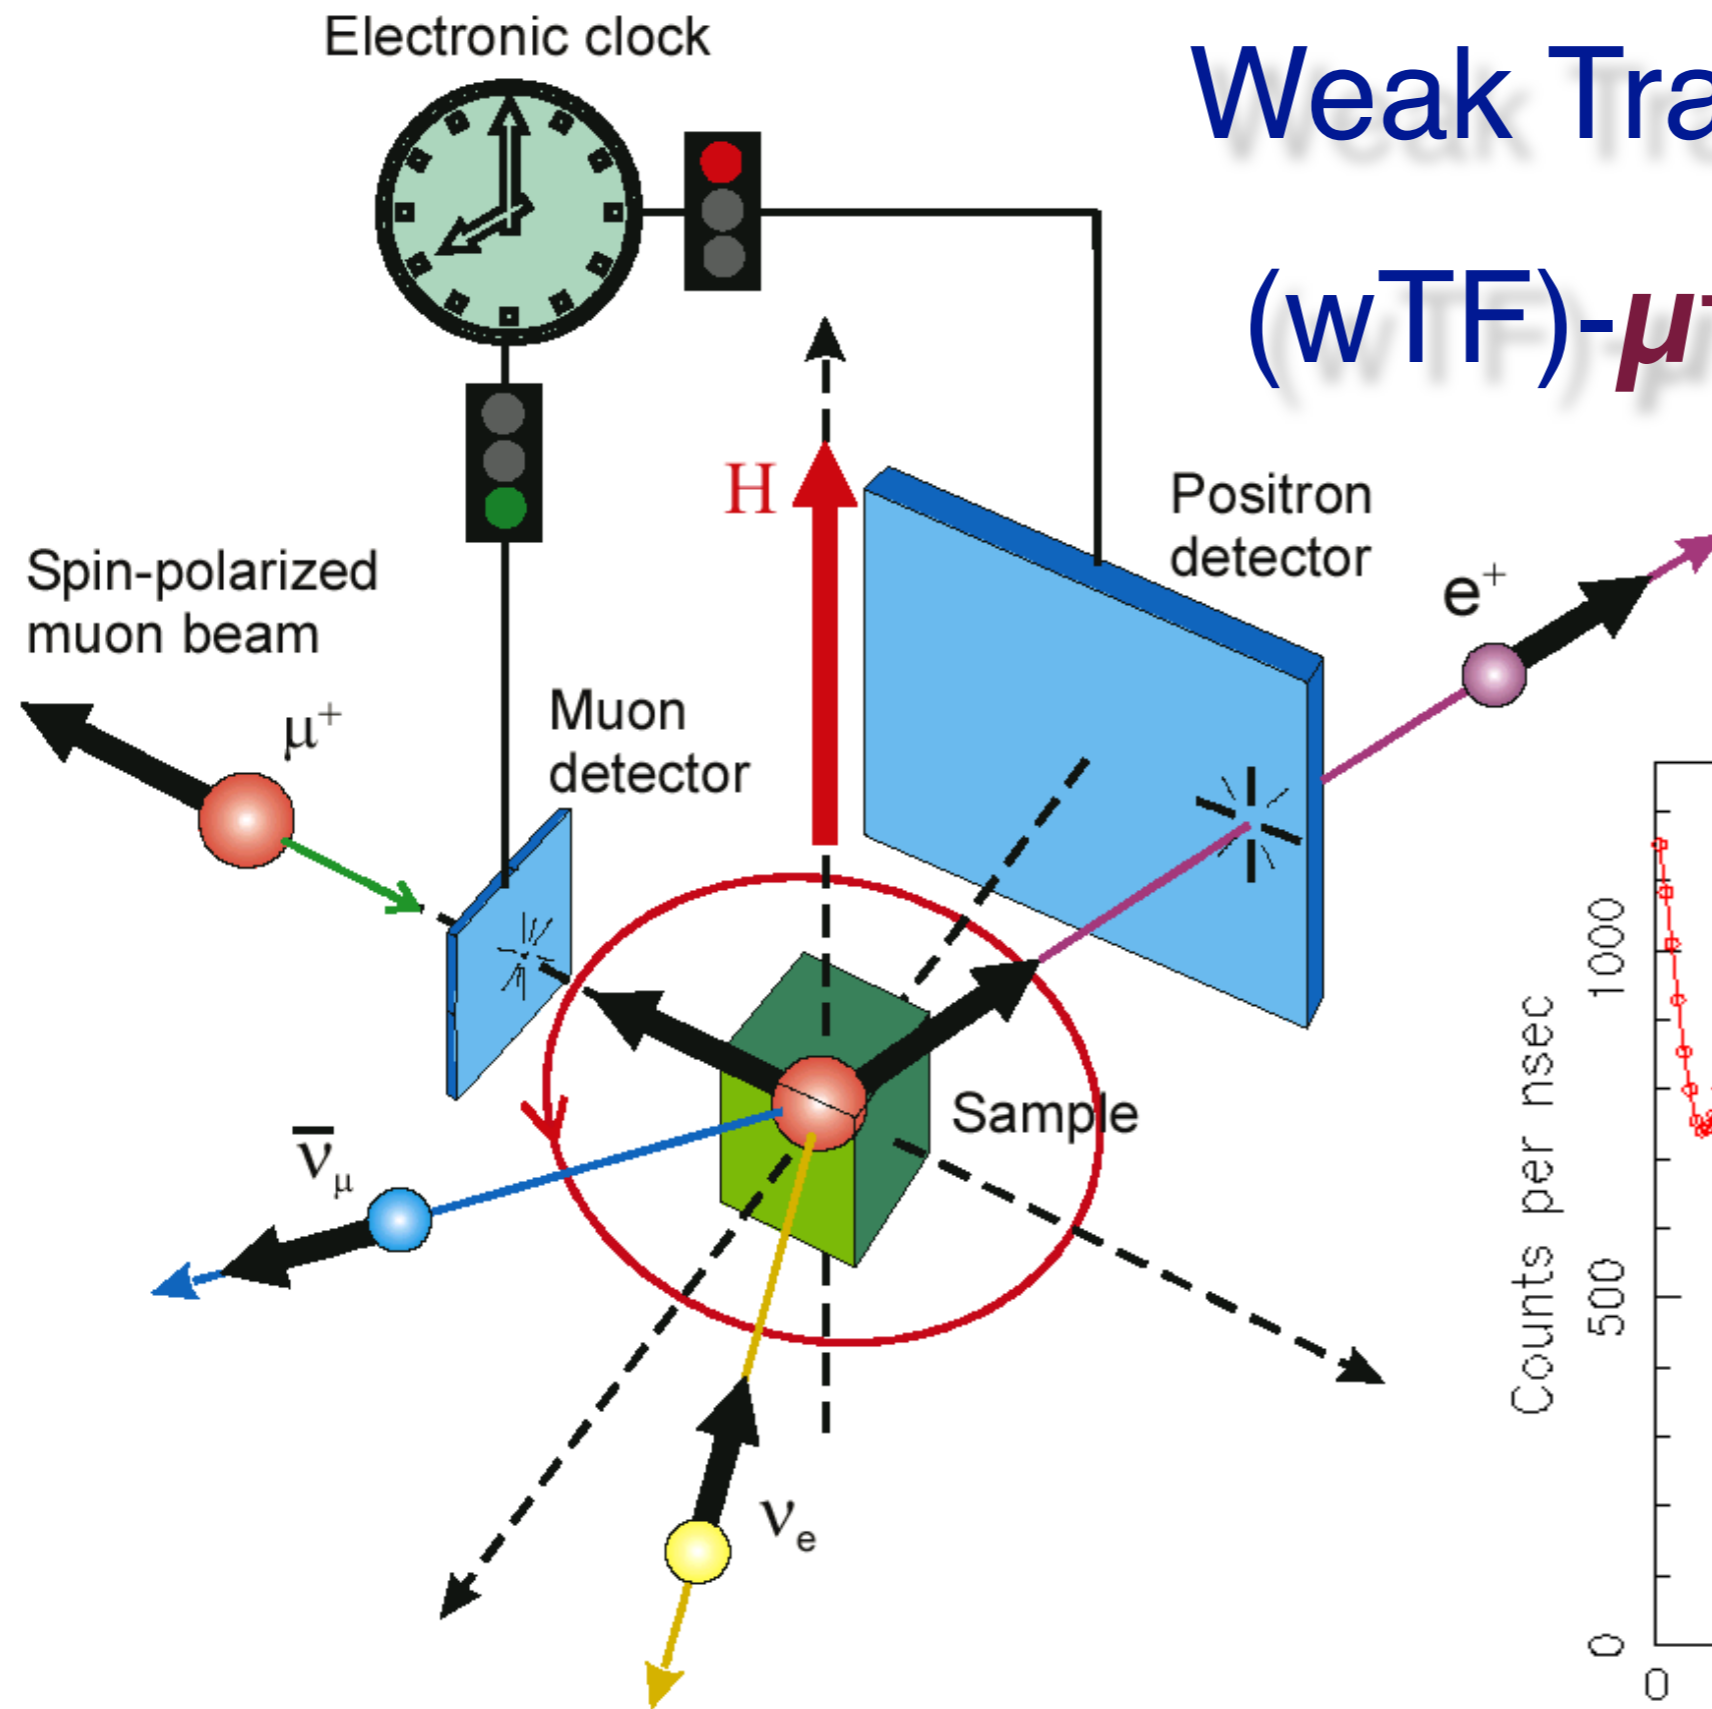 Electronic clock
Weak Tra
(wTF)-μ+
H
Positron
detector
e⁺
Spin-polarized
muon beam
μ⁺
Muon
detector
Sample
ν̅μ
νe
Counts per nsec
1000
500
0
0